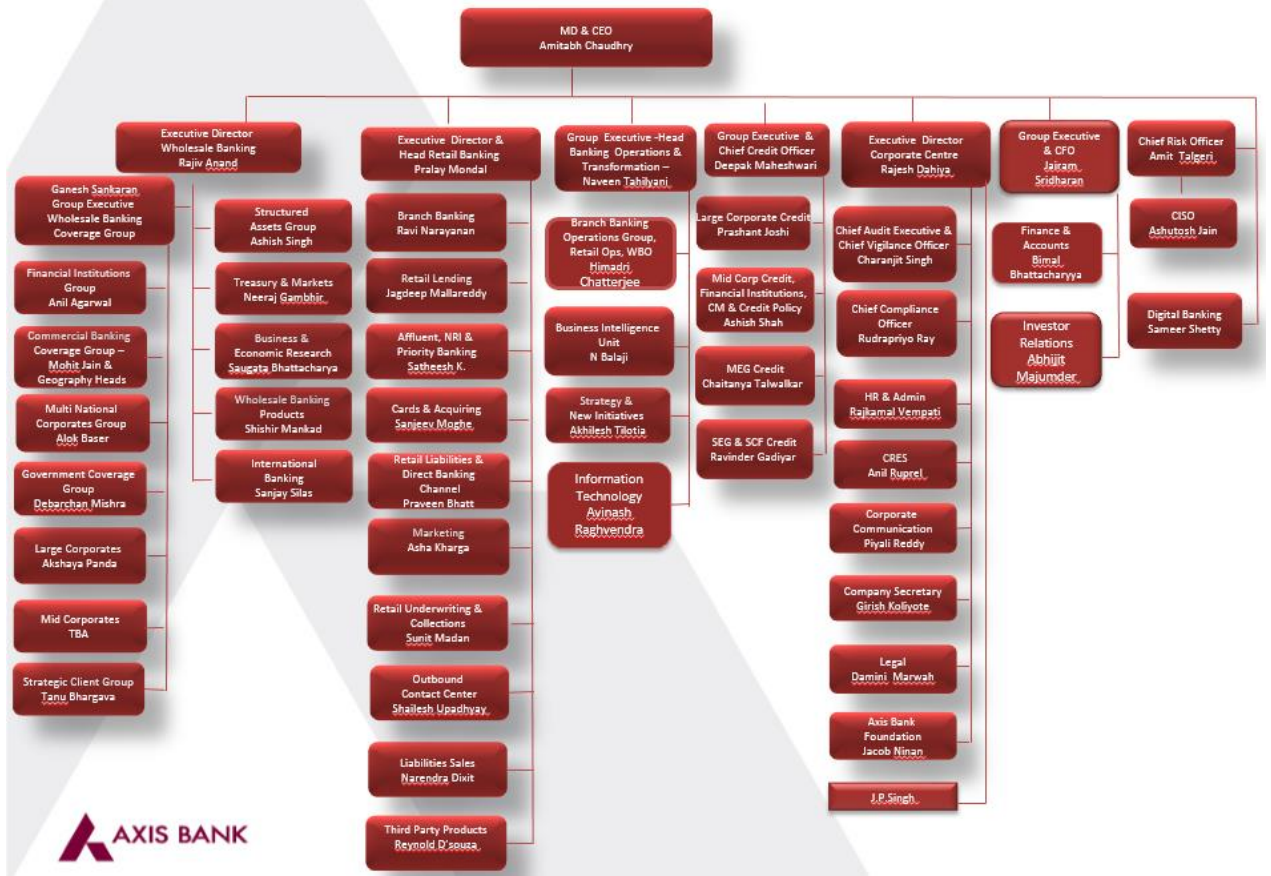 MD & CEO
Amitabh Chaudhry
Executive Director
Wholesale Banking
Rajiv Anand
Ganesh Sankaran
Group Executive
Wholesale Banking
Coverage Group
Financial Institutions
Group
Anil Agarwal
Commercial Banking
Coverage Group –
Mohit Jain &
Geography Heads
Multi National
Corporates Group
Alok Baser
Government Coverage
Group
Debarchan Mishra
Large Corporates
Akshaya Panda
Mid Corporates
TBA
Strategic Client Group
Tanu Bhargava
Structured
Assets Group
Ashish Singh
Treasury & Markets
Neeraj Gambhir
Business &
Economic Research
Saugata Bhattacharya
Wholesale Banking
Products
Shishir Mankad
International
Banking
Sanjay Silas
Executive Director &
Head Retail Banking
Pralay Mondal
Branch Banking
Ravi Narayanan
Retail Lending
Jagdeep Mallareddy
Affluent, NRI &
Priority Banking
Satheesh K.
Cards & Acquiring
Sanjeev Moghe
Retail Liabilities &
Direct Banking
Channel
Praveen Bhatt
Marketing
Asha Kharga
Retail Underwriting &
Collections
Sunit Madan
Outbound
Contact Center
Shailesh Upadhyay
Liabilities Sales
Narendra Dixit
Third Party Products
Reynold D'souza
Group Executive -Head
Banking Operations &
Transformation –
Naveen Tahilyani
Branch Banking
Operations Group,
Retail Ops, WBO
Himadri
Chatterjee
Business Intelligence
Unit
N Balaji
Strategy &
New Initiatives
Akhilesh Tilotia
Information
Technology
Avinash
Raghvendra
Group Executive &
Chief Credit Officer
Deepak Maheshwari
Large Corporate Credit
Prashant Joshi
Mid Corp Credit,
Financial Institutions,
CM & Credit Policy
Ashish Shah
MEG Credit
Chaitanya Talwalkar
SEG & SCF Credit
Ravinder Gadiyar
Executive Director
Corporate Centre
Rajesh Dahiya
Chief Audit Executive &
Chief Vigilance Officer
Charanjit Singh
Chief Compliance
Officer
Rudrapriyo Ray
HR & Admin
Rajkamal Vempati
CRES
Anil Ruprel
Corporate
Communication
Piyali Reddy
Company Secretary
Girish Koliyote
Legal
Damini Marwah
Axis Bank
Foundation
Jacob Ninan
J.P.Singh
Group Executive
& CFO
Jairam
Sridharan
Finance &
Accounts
Bimal
Bhattacharyya
Investor
Relations
Abhijit
Majumder
Chief Risk Officer
Amit Talgeri
CISO
Ashutosh Jain
Digital Banking
Sameer Shetty
AXIS BANK